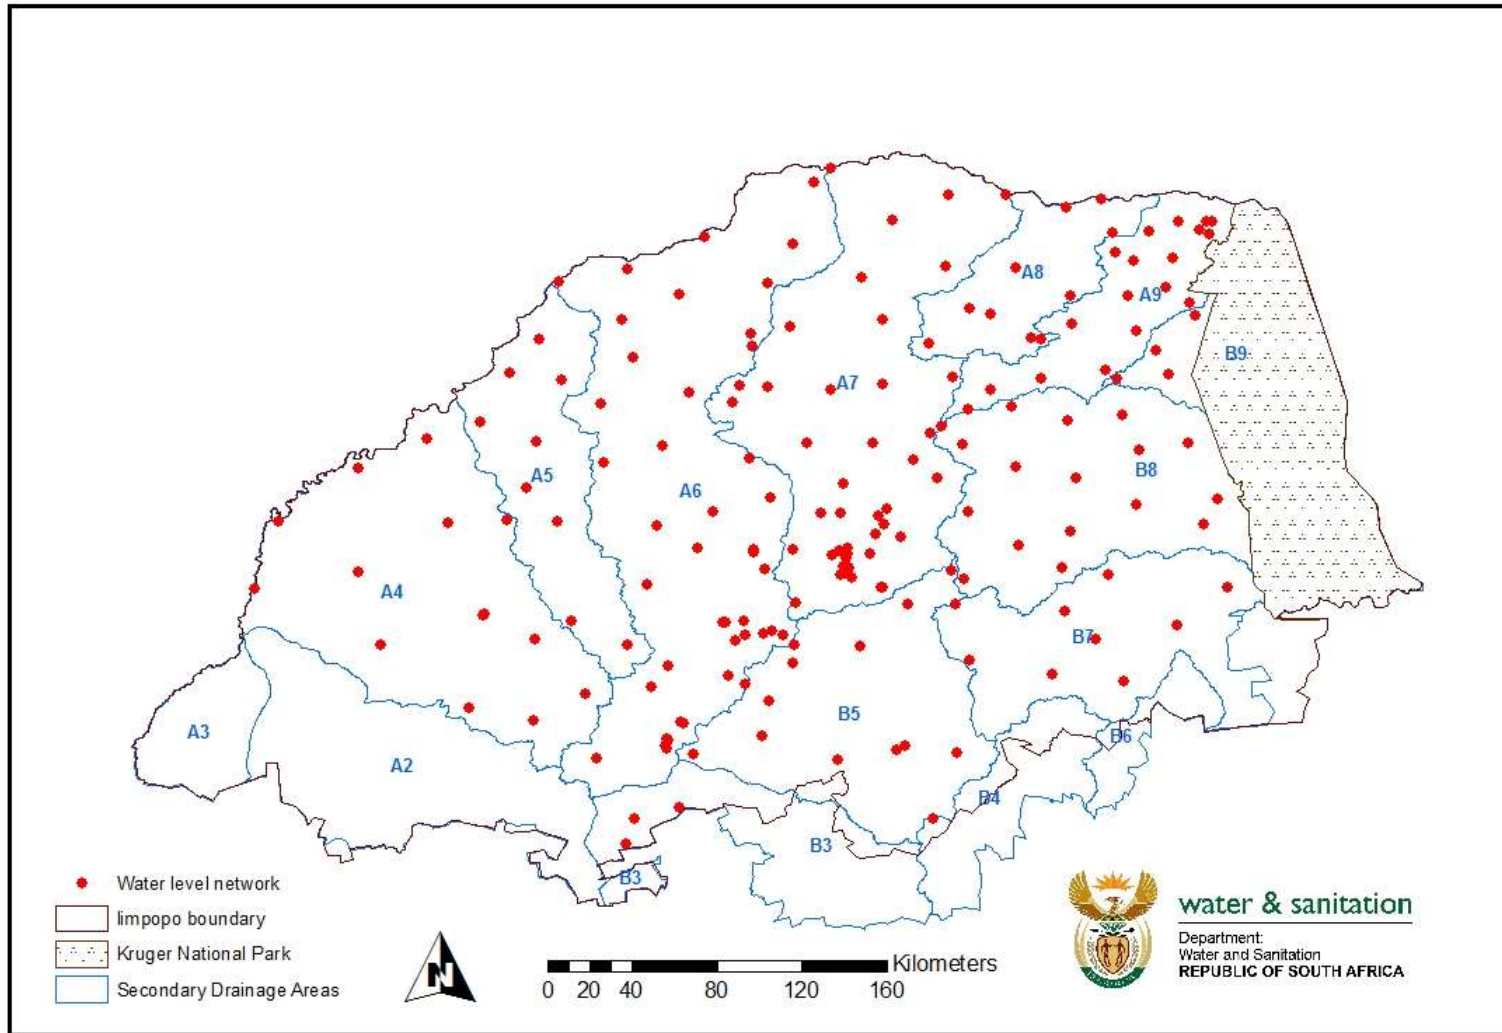 A8
A9
B9
A7
A5
A6
B8
A4
B7
A3
B5
A2
B6
B4
B3
B3
Water level network
limpopo boundary
Kruger National Park
Secondary Drainage Areas
N
Kilometers
0 20 40 80 120 160
water & sanitation
Department:
Water and Sanitation
REPUBLIC OF SOUTH AFRICA